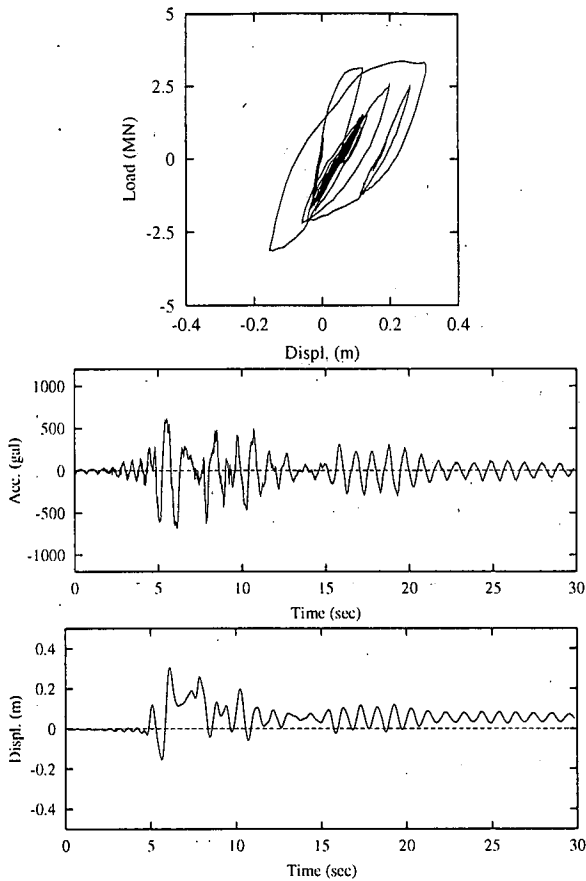 5
2.5
0
-2.5
-5
Load (MN)
-0.4 -0.2 0 0.2 0.4
Displ. (m)
1000
500
0
-500
-1000
Acc. (gal)
0 5 10 15 20 25 30
Time (sec)
0.4
0.2
0
-0.2
-0.4
Displ. (m)
0 5 10 15 20 25 30
Time (sec)